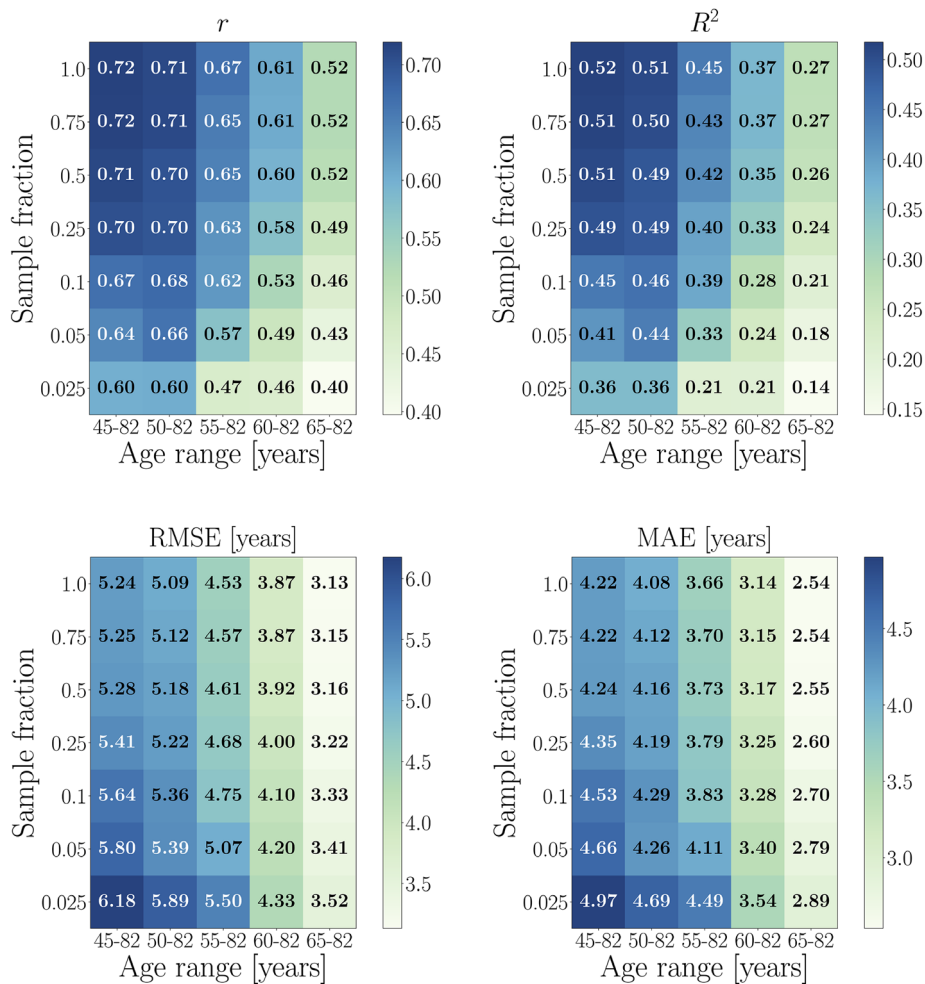 r
1.0 0.72 0.71 0.67 0.61 0.52
0.75 0.72 0.71 0.65 0.61 0.52
0.5 0.71 0.70 0.65 0.60 0.52
0.25 0.70 0.70 0.63 0.58 0.49
0.1 0.67 0.68 0.62 0.53 0.46
0.05 0.64 0.66 0.57 0.49 0.43
0.025 0.60 0.60 0.47 0.46 0.40
45-82 50-82 55-82 60-82 65-82
Age range [years]
Sample fraction
0.70
0.65
0.60
0.55
0.50
0.45
0.40
R²
1.0 0.52 0.51 0.45 0.37 0.27
0.75 0.51 0.50 0.43 0.37 0.27
0.5 0.51 0.49 0.42 0.35 0.26
0.25 0.49 0.49 0.40 0.33 0.24
0.1 0.45 0.46 0.39 0.28 0.21
0.05 0.41 0.44 0.33 0.24 0.18
0.025 0.36 0.36 0.21 0.21 0.14
45-82 50-82 55-82 60-82 65-82
Age range [years]
Sample fraction
0.50
0.45
0.40
0.35
0.30
0.25
0.20
0.15
RMSE [years]
1.0 5.24 5.09 4.53 3.87 3.13
0.75 5.25 5.12 4.57 3.87 3.15
0.5 5.28 5.18 4.61 3.92 3.16
0.25 5.41 5.22 4.68 4.00 3.22
0.1 5.64 5.36 4.75 4.10 3.33
0.05 5.80 5.39 5.07 4.20 3.41
0.025 6.18 5.89 5.50 4.33 3.52
45-82 50-82 55-82 60-82 65-82
Age range [years]
Sample fraction
6.0
5.5
5.0
4.5
4.0
3.5
MAE [years]
1.0 4.22 4.08 3.66 3.14 2.54
0.75 4.22 4.12 3.70 3.15 2.54
0.5 4.24 4.16 3.73 3.17 2.55
0.25 4.35 4.19 3.79 3.25 2.60
0.1 4.53 4.29 3.83 3.28 2.70
0.05 4.66 4.26 4.11 3.40 2.79
0.025 4.97 4.69 4.49 3.54 2.89
45-82 50-82 55-82 60-82 65-82
Age range [years]
Sample fraction
4.5
4.0
3.5
3.0